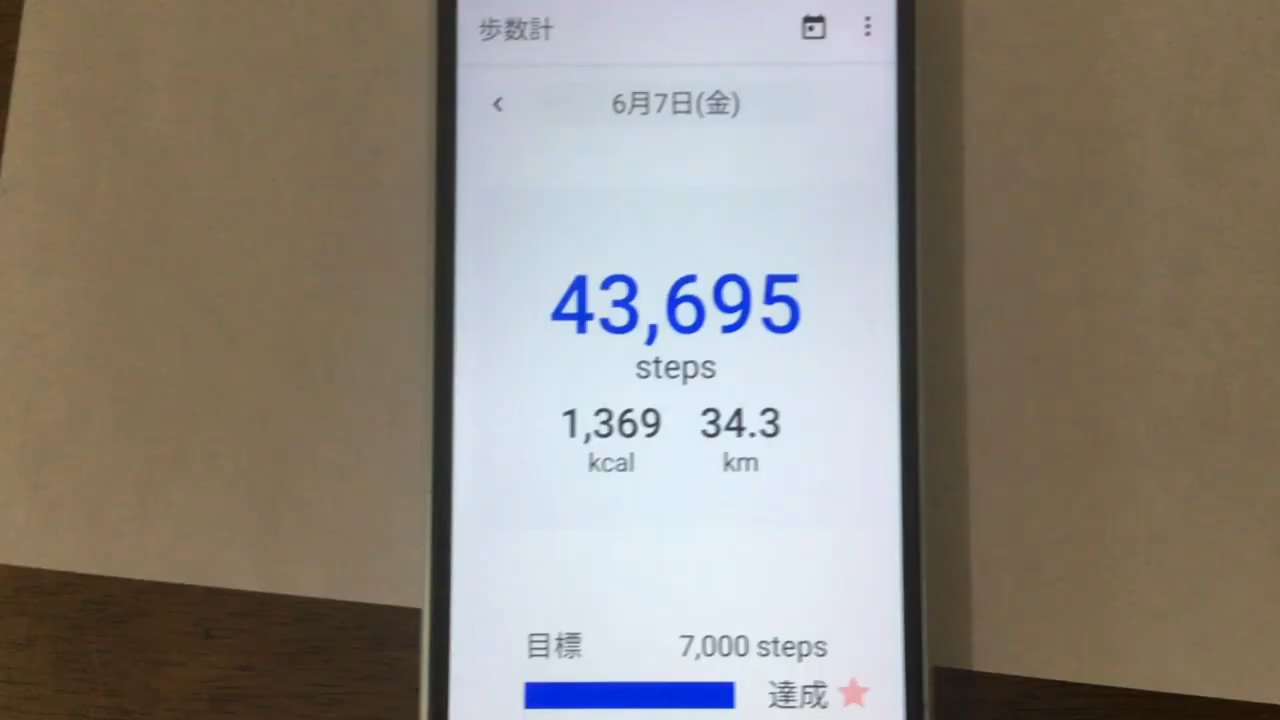 歩数計
6月7日(金)
43,695
steps
1,369 34.3
kcal km
目標 7,000 steps
達成